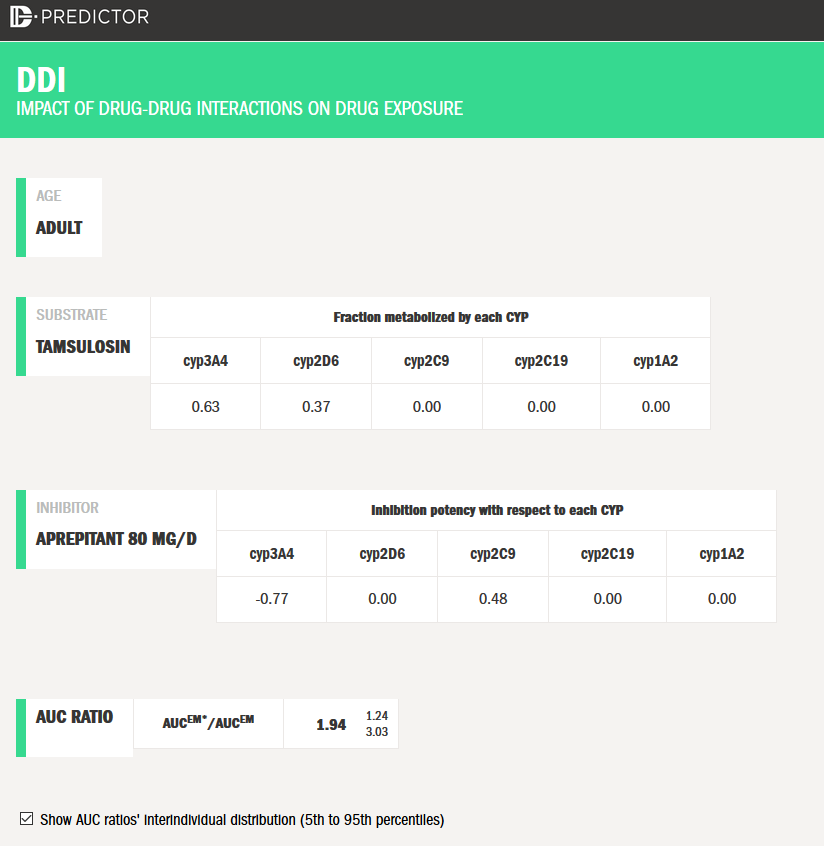 D·PREDICTOR
DDI
IMPACT OF DRUG-DRUG INTERACTIONS ON DRUG EXPOSURE
AGE
ADULT
SUBSTRATE
TAMSULOSIN
Fraction metabolized by each CYP
cyp3A4 cyp2D6 cyp2C9 cyp2C19 cyp1A2
0.63 0.37 0.00 0.00 0.00
INHIBITOR
APREPITANT 80 MG/D
Inhibition potency with respect to each CYP
cyp3A4 cyp2D6 cyp2C9 cyp2C19 cyp1A2
-0.77 0.00 0.48 0.00 0.00
AUC RATIO
AUCEM*/AUCEM
1.94
1.24
3.03
Show AUC ratios' interindividual distribution (5th to 95th percentiles)